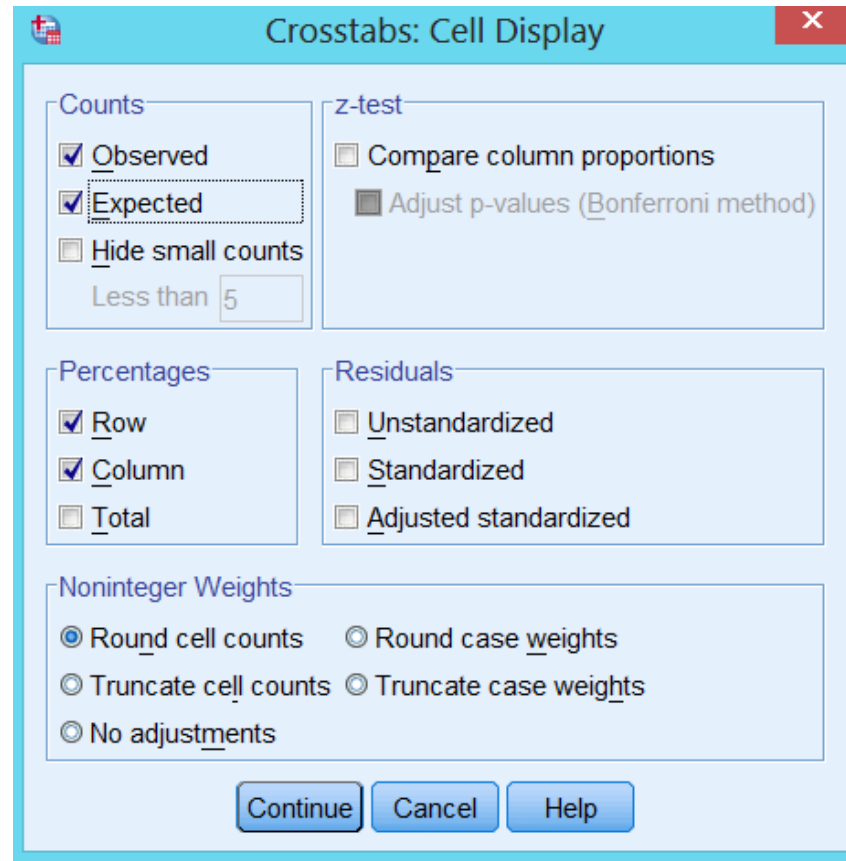 Crosstabs: Cell Display
Counts
Observed
Expected
Hide small counts
Less than 5
z-test
Compare column proportions
Adjust p-values (Bonferroni method)
Percentages
Row
Column
Total
Residuals
Unstandardized
Standardized
Adjusted standardized
Noninteger Weights
Round cell counts Round case weights
Truncate cell counts Truncate case weights
No adjustments
Continue Cancel Help